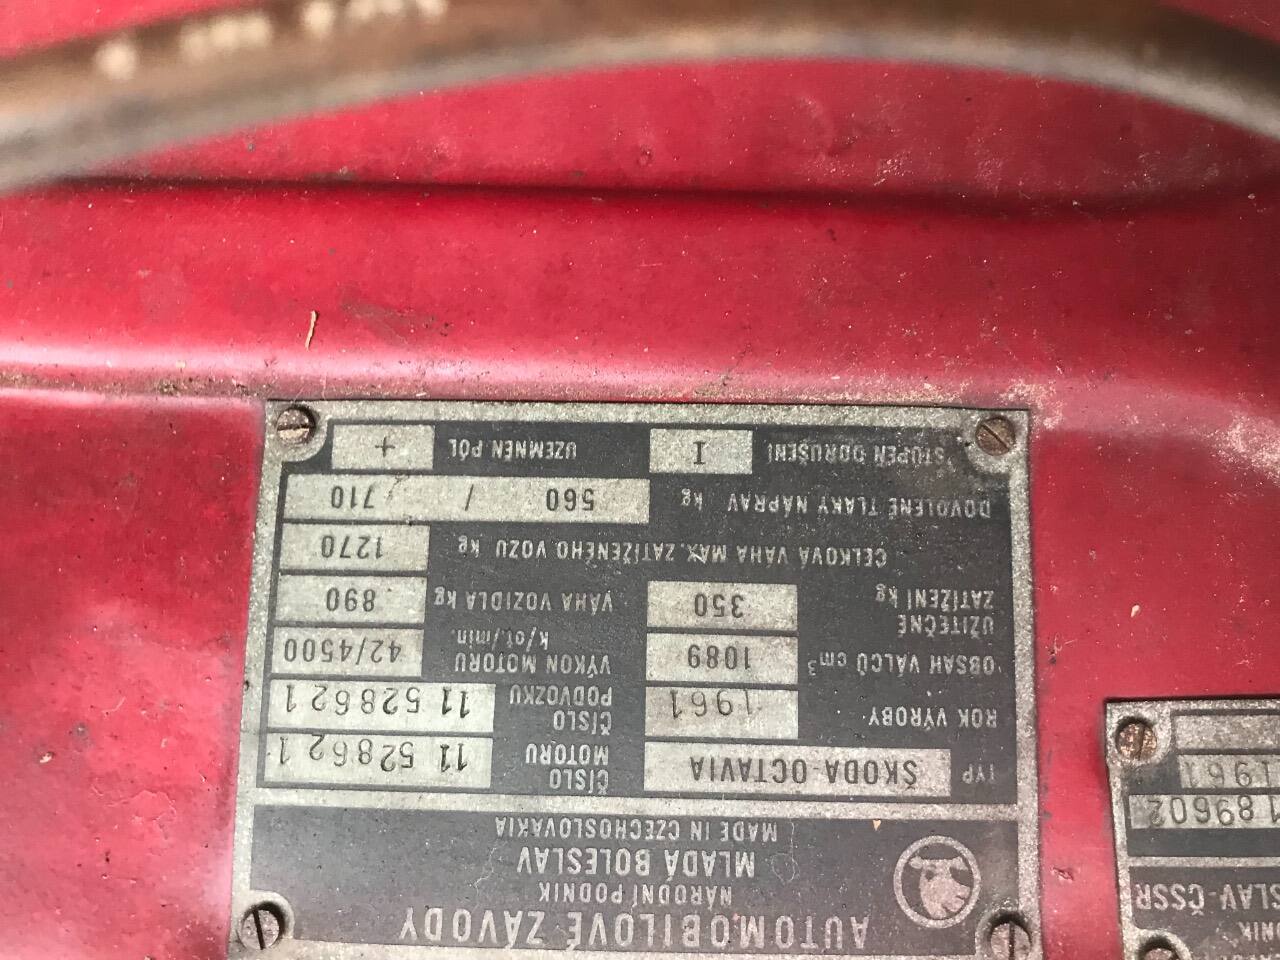 AUTOMOBILOVÉ ZÁVODY
NÁRODNÍ PODNIK
MLADÁ BOLESLAV
MADE IN CZECHOSLOVAKIA
TYP ŠKODA-OCTAVIA
ČÍSLO MOTORU 11 528621
ROK VÝROBY 1961
ČÍSLO PODVOZKU 11 528621
OBSAH VÁLCŮ cm³ 1089
VÝKON MOTORU k/ot./min. 42/4500
UŽITEČNÉ ZATÍŽENÍ kg 350
VÁHA VOZIDLA kg 890
CELKOVÁ VÁHA MAX. ZATÍŽENÉHO VOZU kg 1270
DOVOLENÉ TLAKY NÁPRAV kg 560 / 710
STUPEŇ ODRUŠENÍ I
UZEMNĚN PÓL +
NIK
SLAV-ČSSR
189602
1961